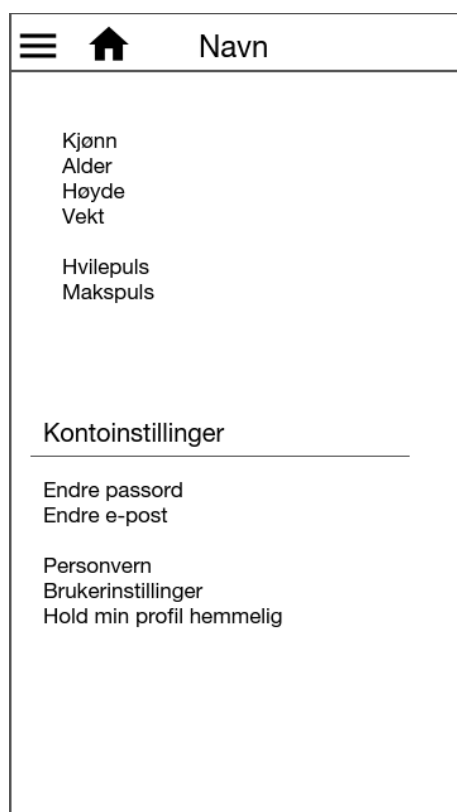 Navn
Kjønn
Alder
Høyde
Vekt
Hvilepuls
Makspuls
Kontoinstillinger
Endre passord
Endre e-post
Personvern
Brukerinstillinger
Hold min profil hemmelig